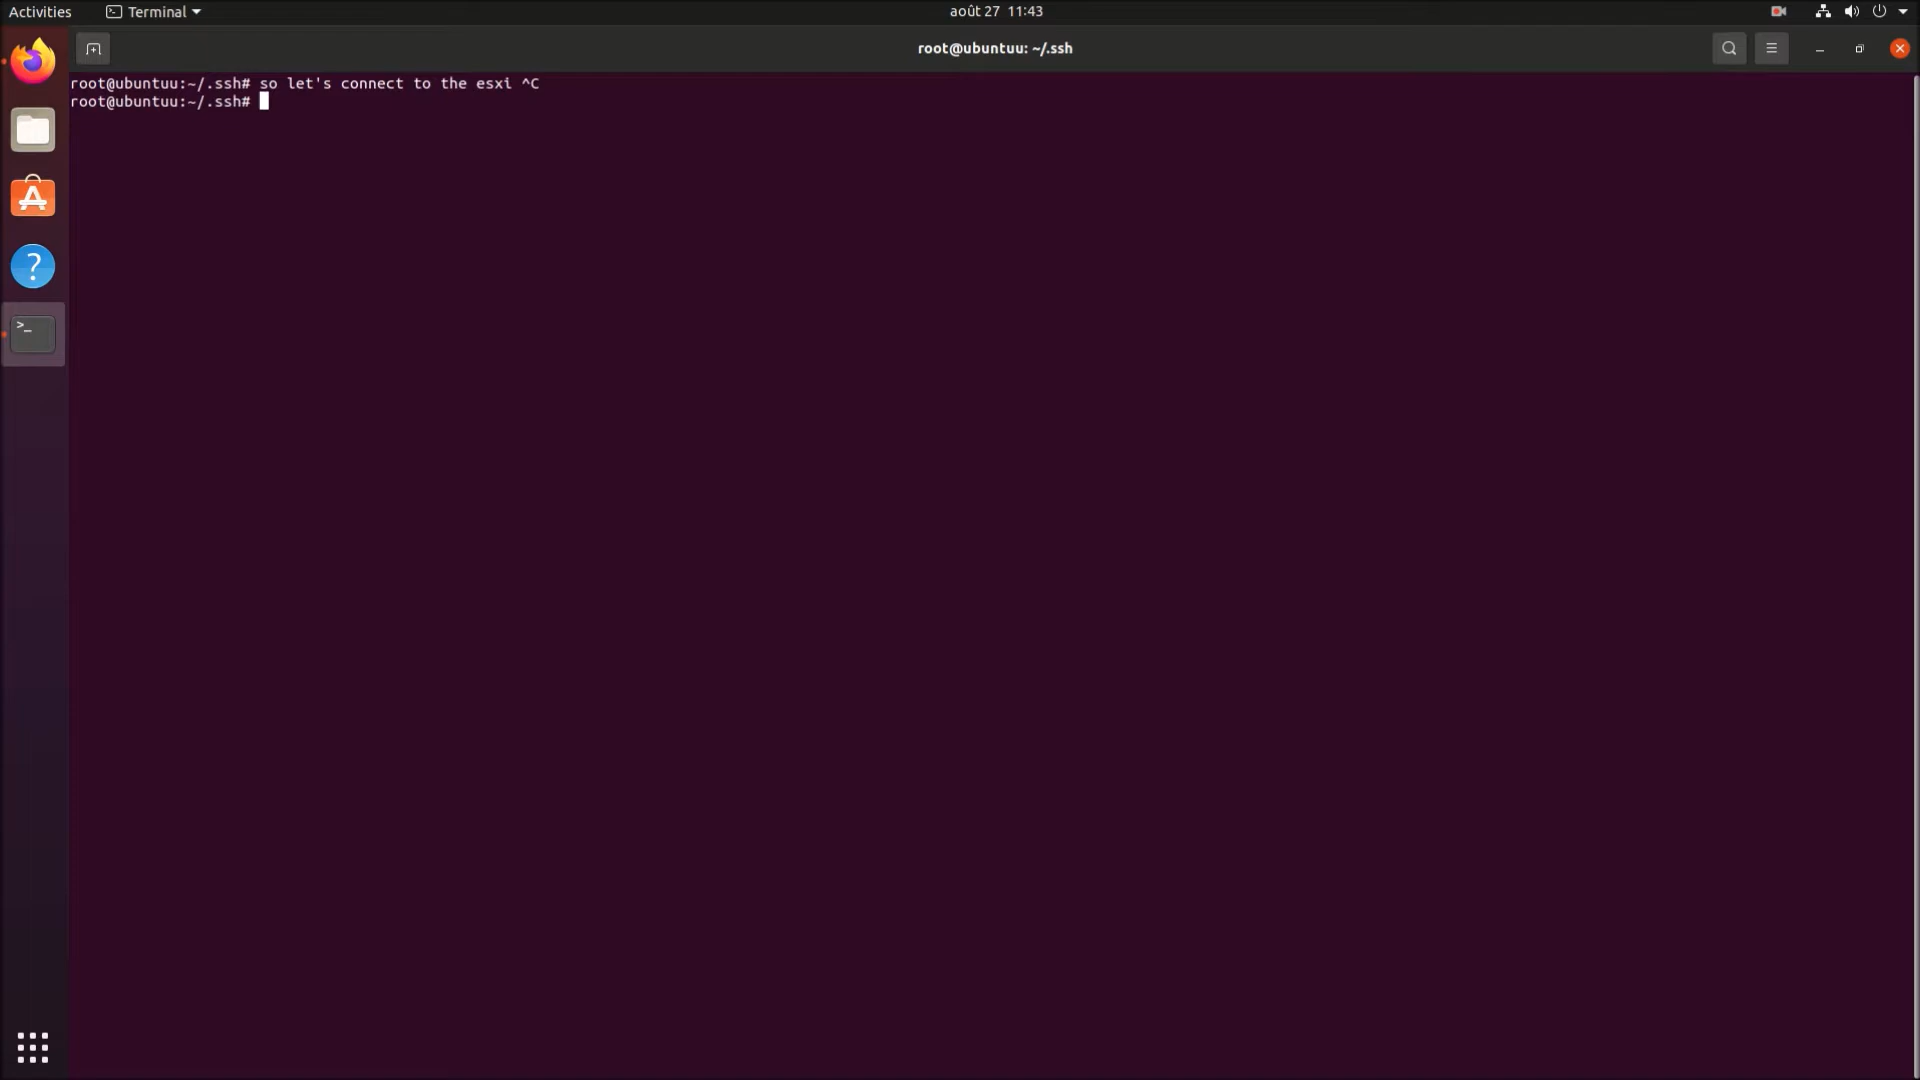 Activities
Terminal
août 27 11:43
root@ubuntuu: ~/.ssh
root@ubuntuu:~/.ssh# so let's connect to the esxi ^C
root@ubuntuu:~/.ssh#